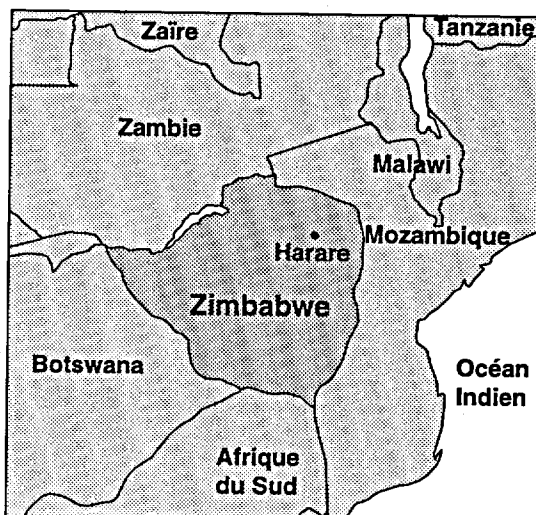 Zaïre
Tanzanie
Zambie
Malawi
Mozambique
Harare
Zimbabwe
Botswana
Océan
Indien
Afrique
du Sud